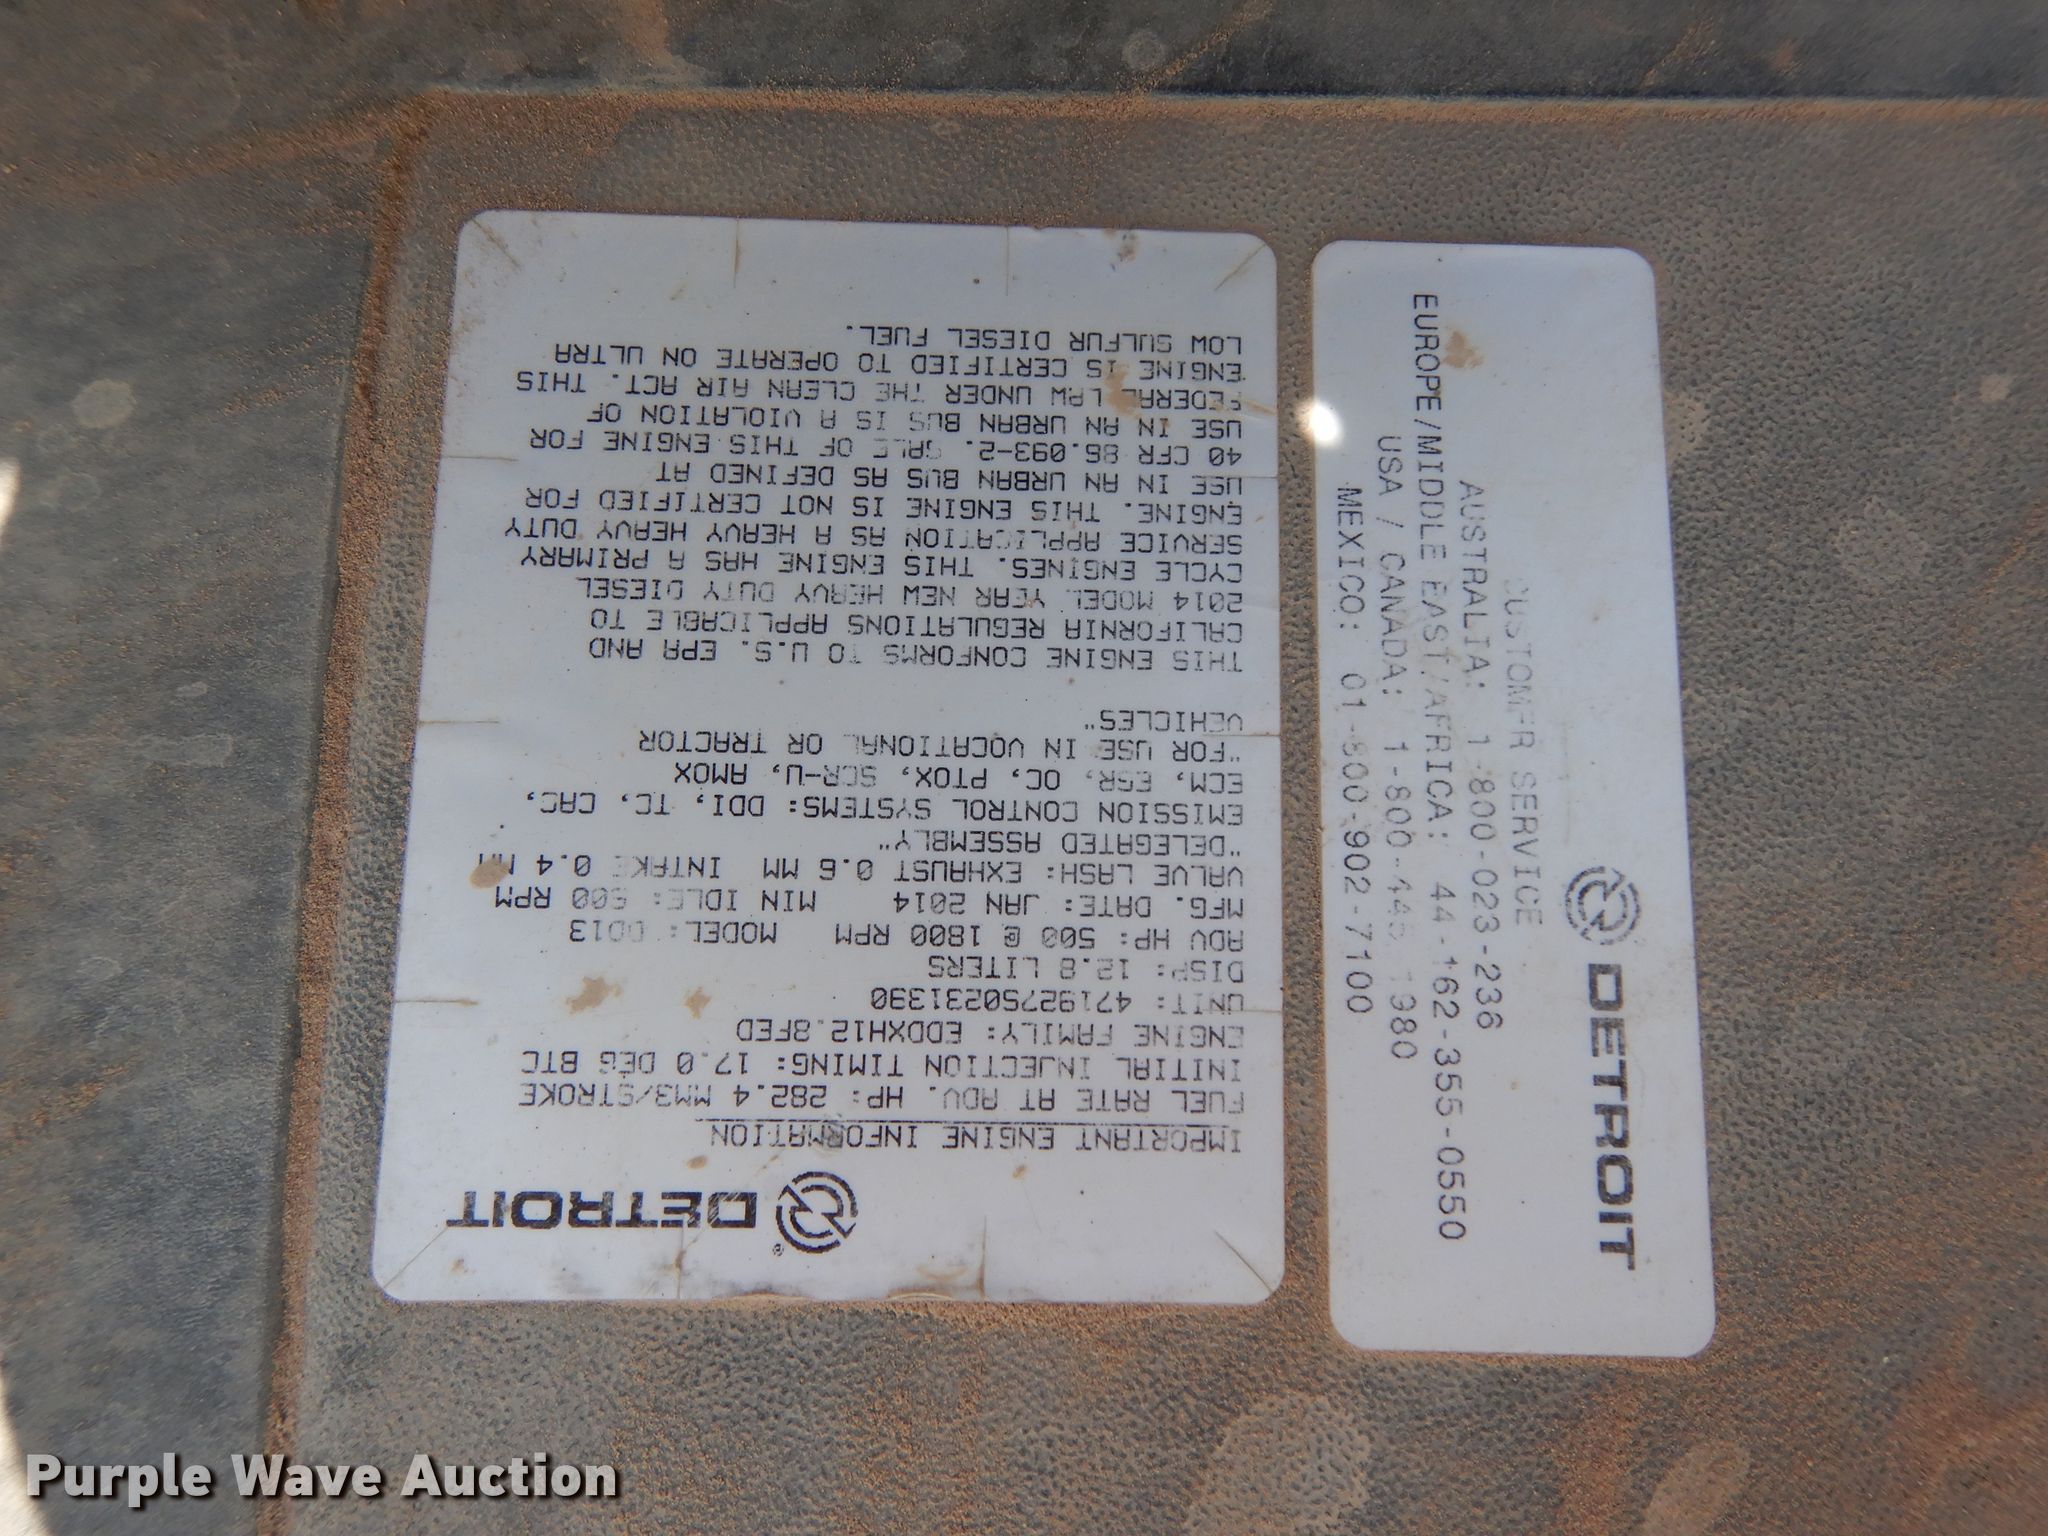 DETROIT
IMPORTANT ENGINE INFORMATION
FUEL RATE AT ADV. HP: 282.4 MM3/STROKE
INITIAL INJECTION TIMING: 17.0 DEG BTC
ENGINE FAMILY: EDDXH12.8FED
UNIT: 47192750231390
DISP: 12.8 LITERS
ADV HP: 500 @ 1800 RPM MODEL: DD13
MFG. DATE: JAN 2014 MIN IDLE: 600 RPM
VALVE LASH: EXHAUST 0.6 MM INTAKE 0.4 MM
"DELEGATED ASSEMBLY"
EMISSION CONTROL SYSTEMS: DDI, TC, CAC,
ECM, EGR, OC, PTOX, SCR-U, AMOX
"FOR USE IN VOCATIONAL OR TRACTOR
VEHICLES"
THIS ENGINE CONFORMS TO U.S. EPA AND
CALIFORNIA REGULATIONS APPLICABLE TO
2014 MODEL YEAR NEW HEAVY DUTY DIESEL
CYCLE ENGINES. THIS ENGINE HAS A PRIMARY
SERVICE APPLICATION AS A HEAVY HEAVY DUTY
ENGINE. THIS ENGINE IS NOT CERTIFIED FOR
USE IN AN URBAN BUS AS DEFINED AT
40 CFR 86.093-2. SALE OF THIS ENGINE FOR
USE IN AN URBAN BUS IS A VIOLATION OF
FEDERAL LAW UNDER THE CLEAN AIR ACT. THIS
ENGINE IS CERTIFIED TO OPERATE ON ULTRA
LOW SULFUR DIESEL FUEL.
DETROIT
CUSTOMER SERVICE
AUSTRALIA: 1-800-023-236
EUROPE/MIDDLE EAST/AFRICA: 44-162-355-0550
USA / CANADA: 1-800-445-1980
MEXICO: 01-800-902-7100
Purple Wave Auction